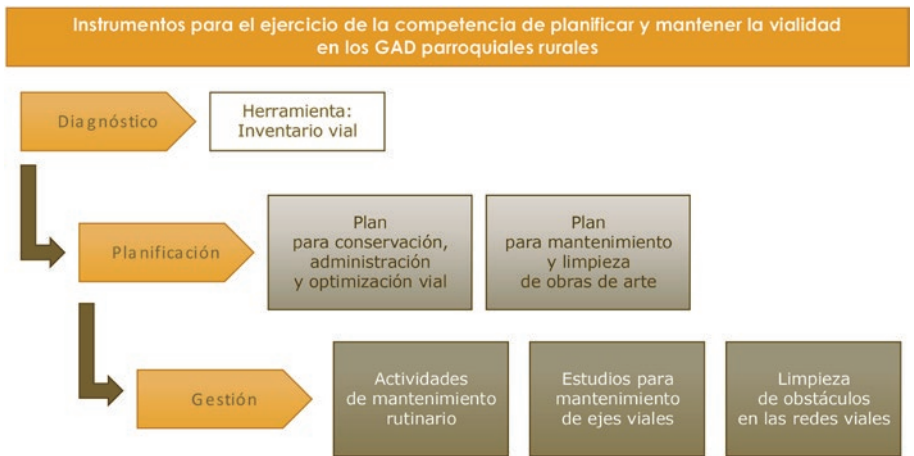 Instrumentos para el ejercicio de la competencia de planificar y mantener la vialidad
en los GAD parroquiales rurales
Diagnóstico
Herramienta:
Inventario vial
Planificación
Plan
para conservación,
administración
y optimización vial
Plan
para mantenimiento
y limpieza
de obras de arte
Gestión
Actividades
de mantenimiento
rutinario
Estudios para
mantenimiento
de ejes viales
Limpieza
de obstáculos
en las redes viales